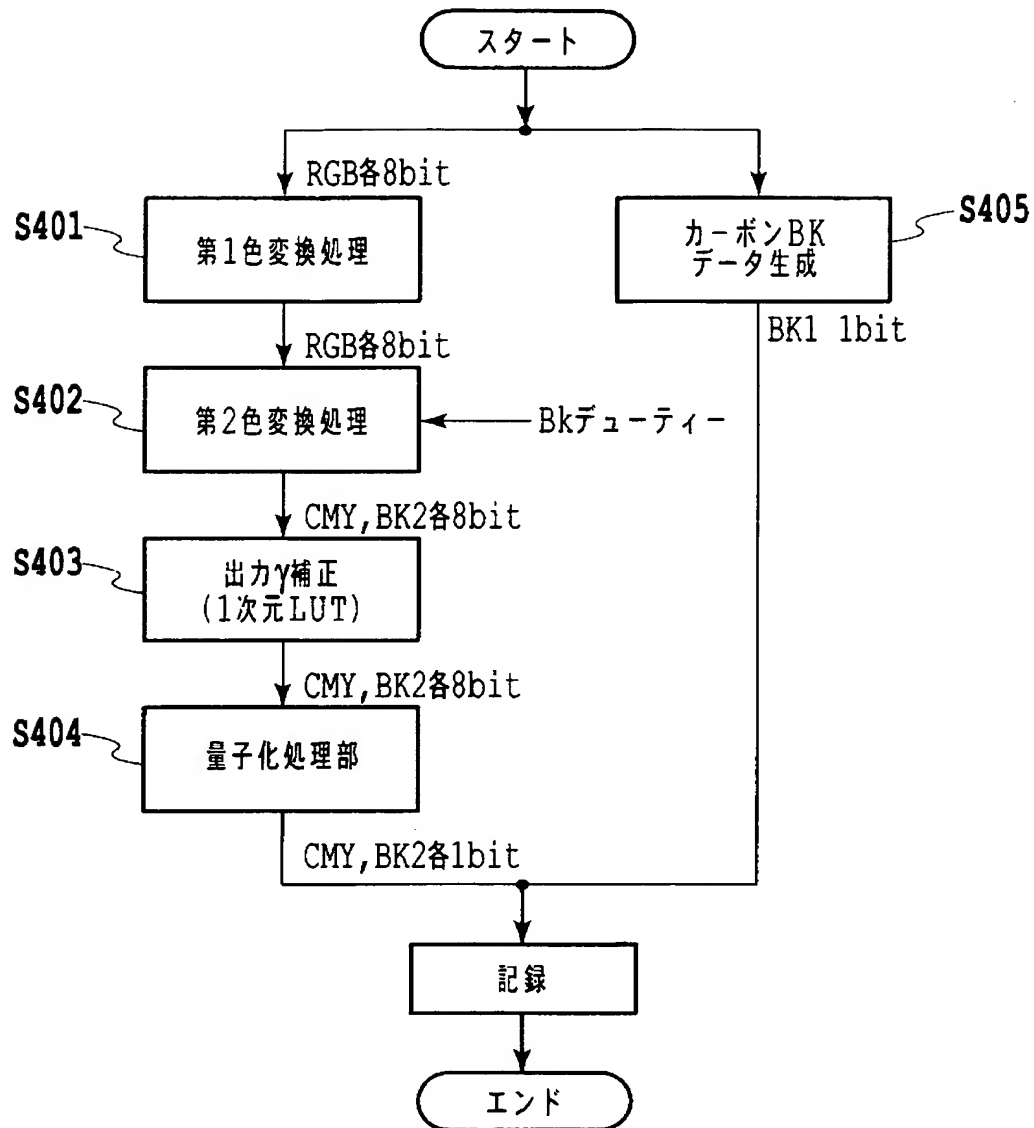 スタート
RGB各8bit
S401
第1色変換処理
S405
カーボンBK
データ生成
RGB各8bit
BK1 1bit
S402
第2色変換処理
Bkデューティー
CMY,BK2各8bit
S403
出力γ補正
(1次元LUT)
CMY,BK2各8bit
S404
量子化処理部
CMY,BK2各1bit
記録
エンド